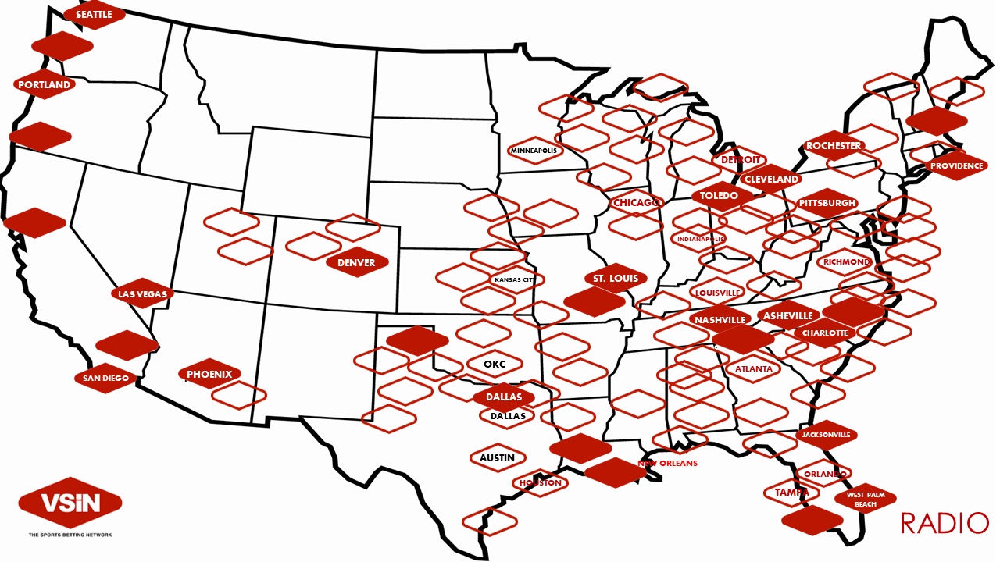 SEATTLE
PORTLAND
MINNEAPOLIS
DETROIT
ROCHESTER
PROVIDENCE
CLEVELAND
TOLEDO
PITTSBURGH
CHICAGO
INDIANAPOLIS
DENVER
RICHMOND
ST. LOUIS
KANSAS CITY
LAS VEGAS
LOUISVILLE
NASHVILLE
ASHEVILLE
CHARLOTTE
OKC
ATLANTA
SAN DIEGO
PHOENIX
DALLAS
DALLAS
JACKSONVILLE
AUSTIN
NEW ORLEANS
HOUSTON
ORLANDO
TAMPA
WEST PALM
BEACH
VSiN
THE SPORTS BETTING NETWORK
RADIO